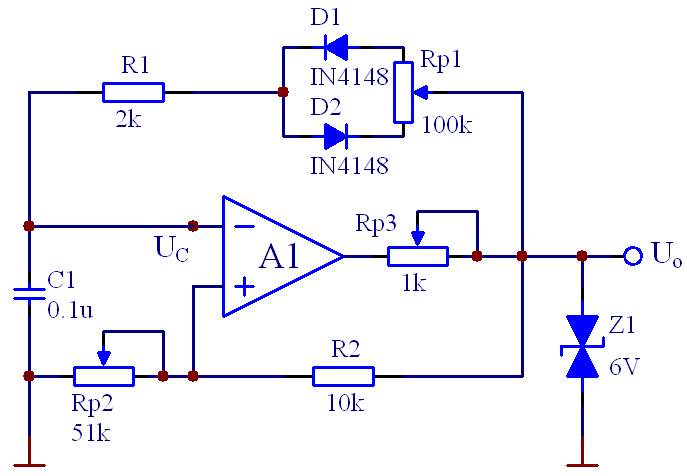 D1
R1
IN4148
Rp1
D2
2k
100k
IN4148
Rp3
U_C
A1
−
+
U_o
C1
0.1u
1k
Z1
R2
6V
Rp2
10k
51k